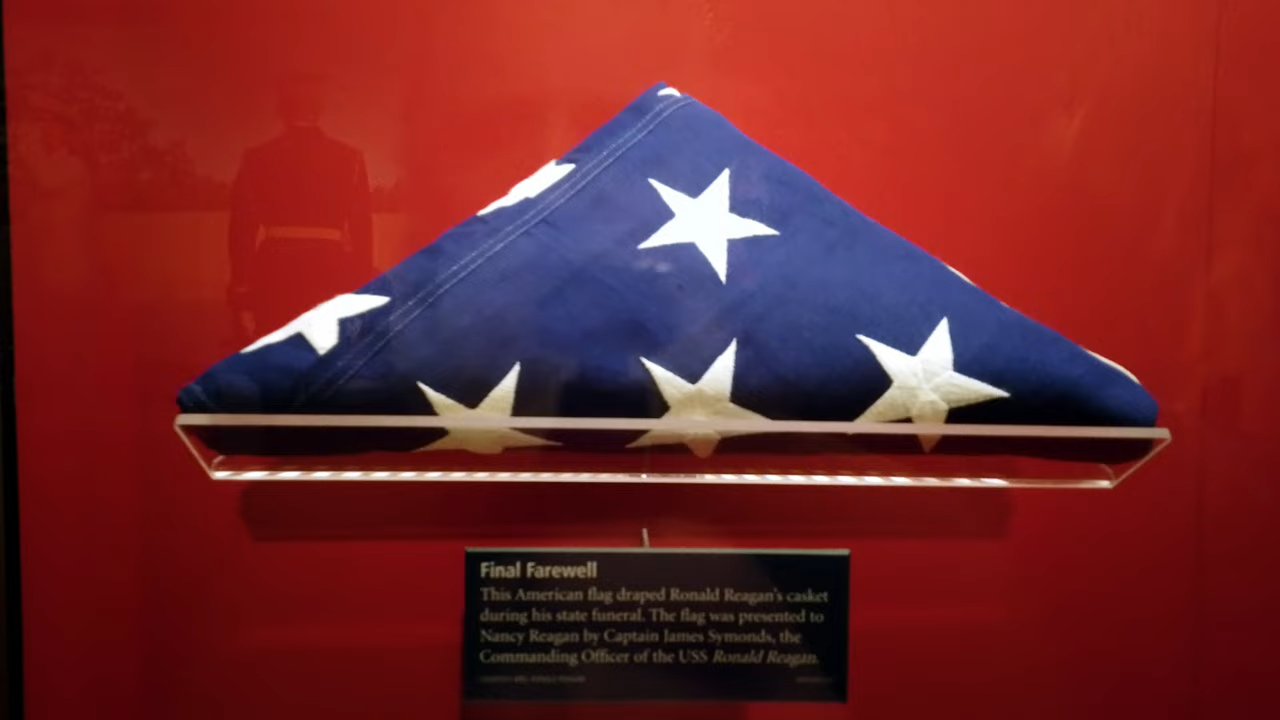 Final Farewell
This American flag draped Ronald Reagan's casket
during his state funeral. The flag was presented to
Nancy Reagan by Captain James Symonds, the
Commanding Officer of the USS Ronald Reagan.